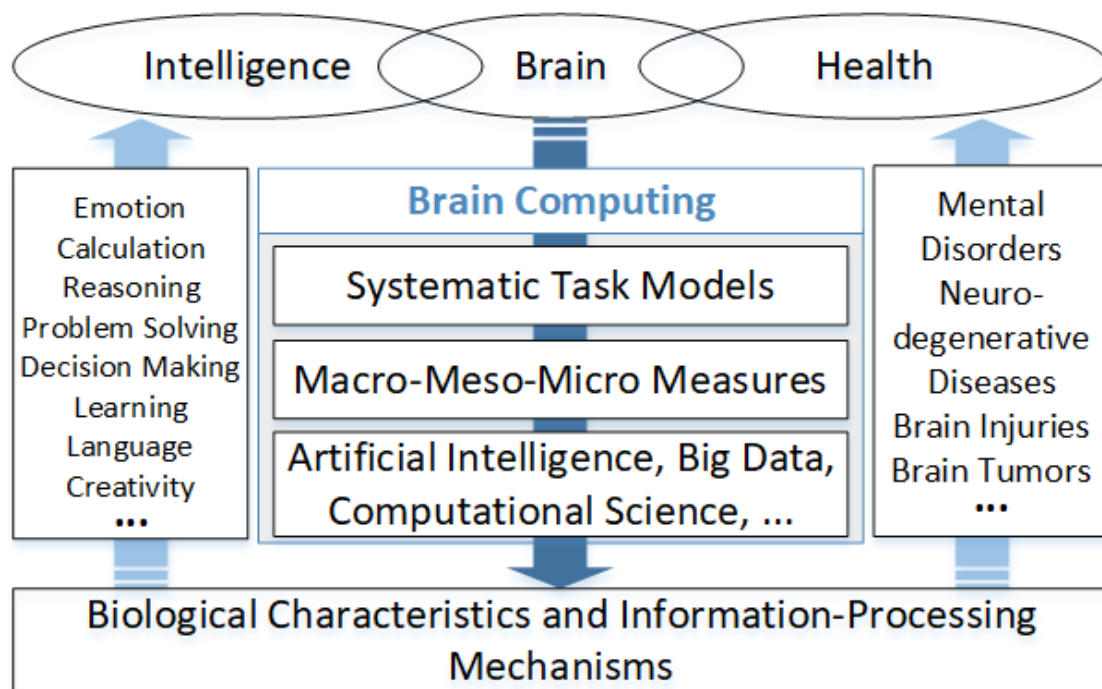 Intelligence
Brain
Health
Emotion
Calculation
Reasoning
Problem Solving
Decision Making
Learning
Language
Creativity
...
Brain Computing
Systematic Task Models
Macro-Meso-Micro Measures
Artificial Intelligence, Big Data,
Computational Science, ...
Mental
Disorders
Neuro-
degenerative
Diseases
Brain Injuries
Brain Tumors
...
Biological Characteristics and Information-Processing
Mechanisms